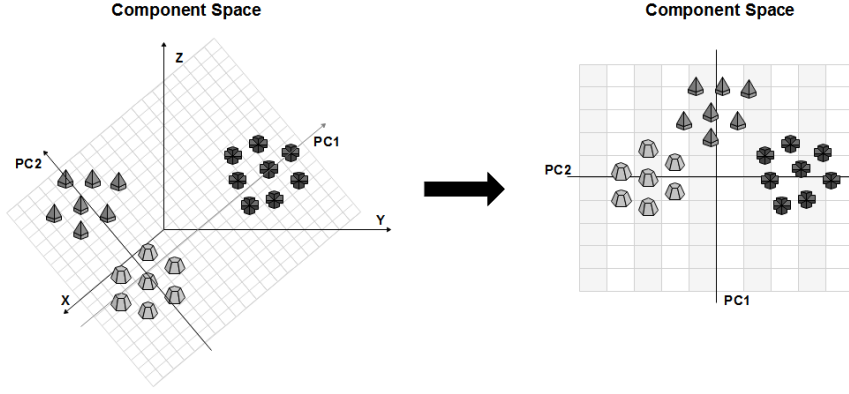 Component Space
Z
PC1
PC2
Y
X
Component Space
PC2
PC1